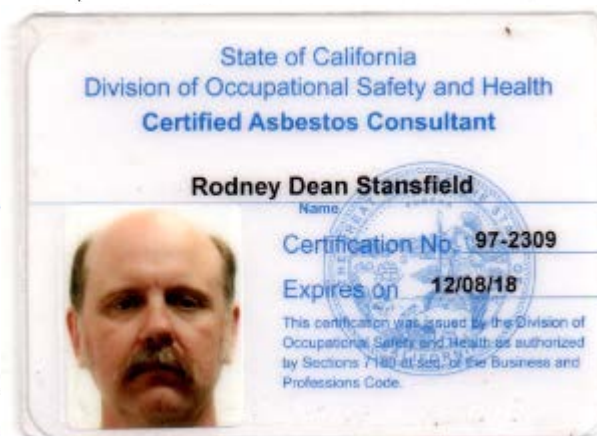 State of California
Division of Occupational Safety and Health
Certified Asbestos Consultant
Rodney Dean Stansfield
Name
Certification No. 97-2309
Expires on 12/08/18
This certification was issued by the Division of
Occupational Safety and Health as authorized
by Sections 7180 et seq. of the Business and
Professions Code.